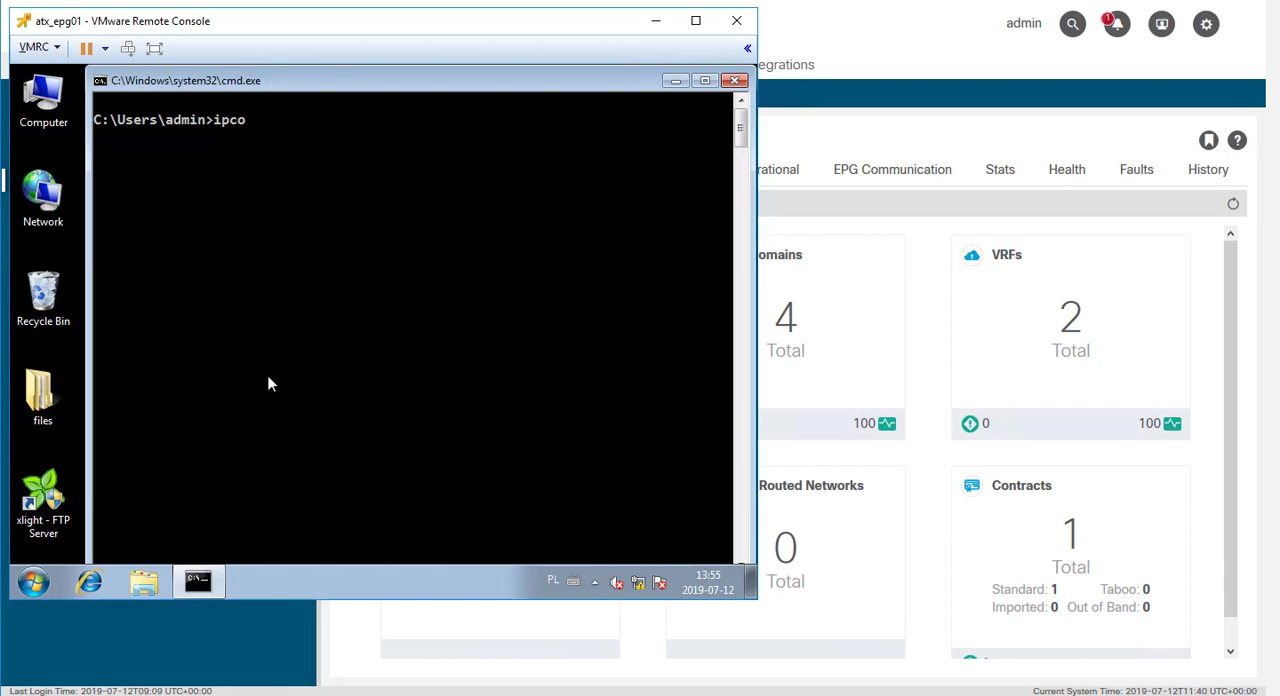 atx_epg01 - VMware Remote Console
admin
1
VMRC
egrations
C:\Windows\system32\cmd.exe
C:\Users\admin>ipco
Computer
Network
Recycle Bin
files
xlight - FTP
Server
rational
EPG Communication
Stats
Health
Faults
History
omains
4
Total
100
VRFs
2
Total
0
100
Routed Networks
0
Total
Contracts
1
Total
Standard: 1
Taboo: 0
Imported: 0
Out of Band: 0
PL
13:55
2019-07-12
Last Login Time: 2019-07-12T09:09 UTC+00:00
Current System Time: 2019-07-12T11:40 UTC+00:00